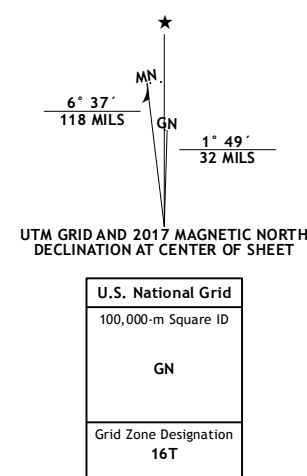 MN
GN
6° 37´
118 MILS
1° 49´
32 MILS
UTM GRID AND 2017 MAGNETIC NORTH
DECLINATION AT CENTER OF SHEET
U.S. National Grid
100,000-m Square ID
GN
Grid Zone Designation
16T